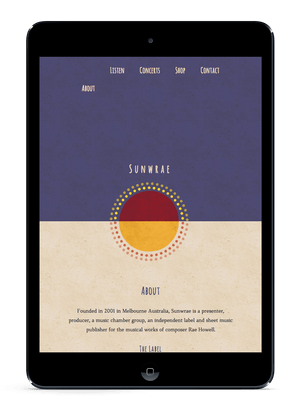 Listen Concerts Shop Contact
About
Sunwrae
About
Founded in 2001 in Melbourne Australia, Sunwrae is a presenter,
producer, a music chamber group, an independent label and sheet music
publisher for the musical works of composer Rae Howell.
The Label